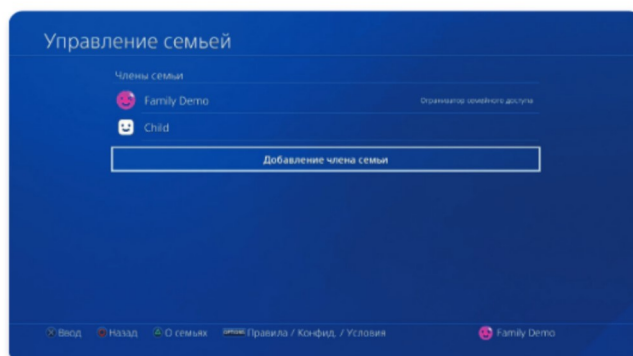 Управление семьей
Члены семьи
Family Demo Организатор семейного доступа
Child
Добавление члена семьи
Ввод Назад О семьях OPTIONS Правила / Конфид. / Условия Family Demo